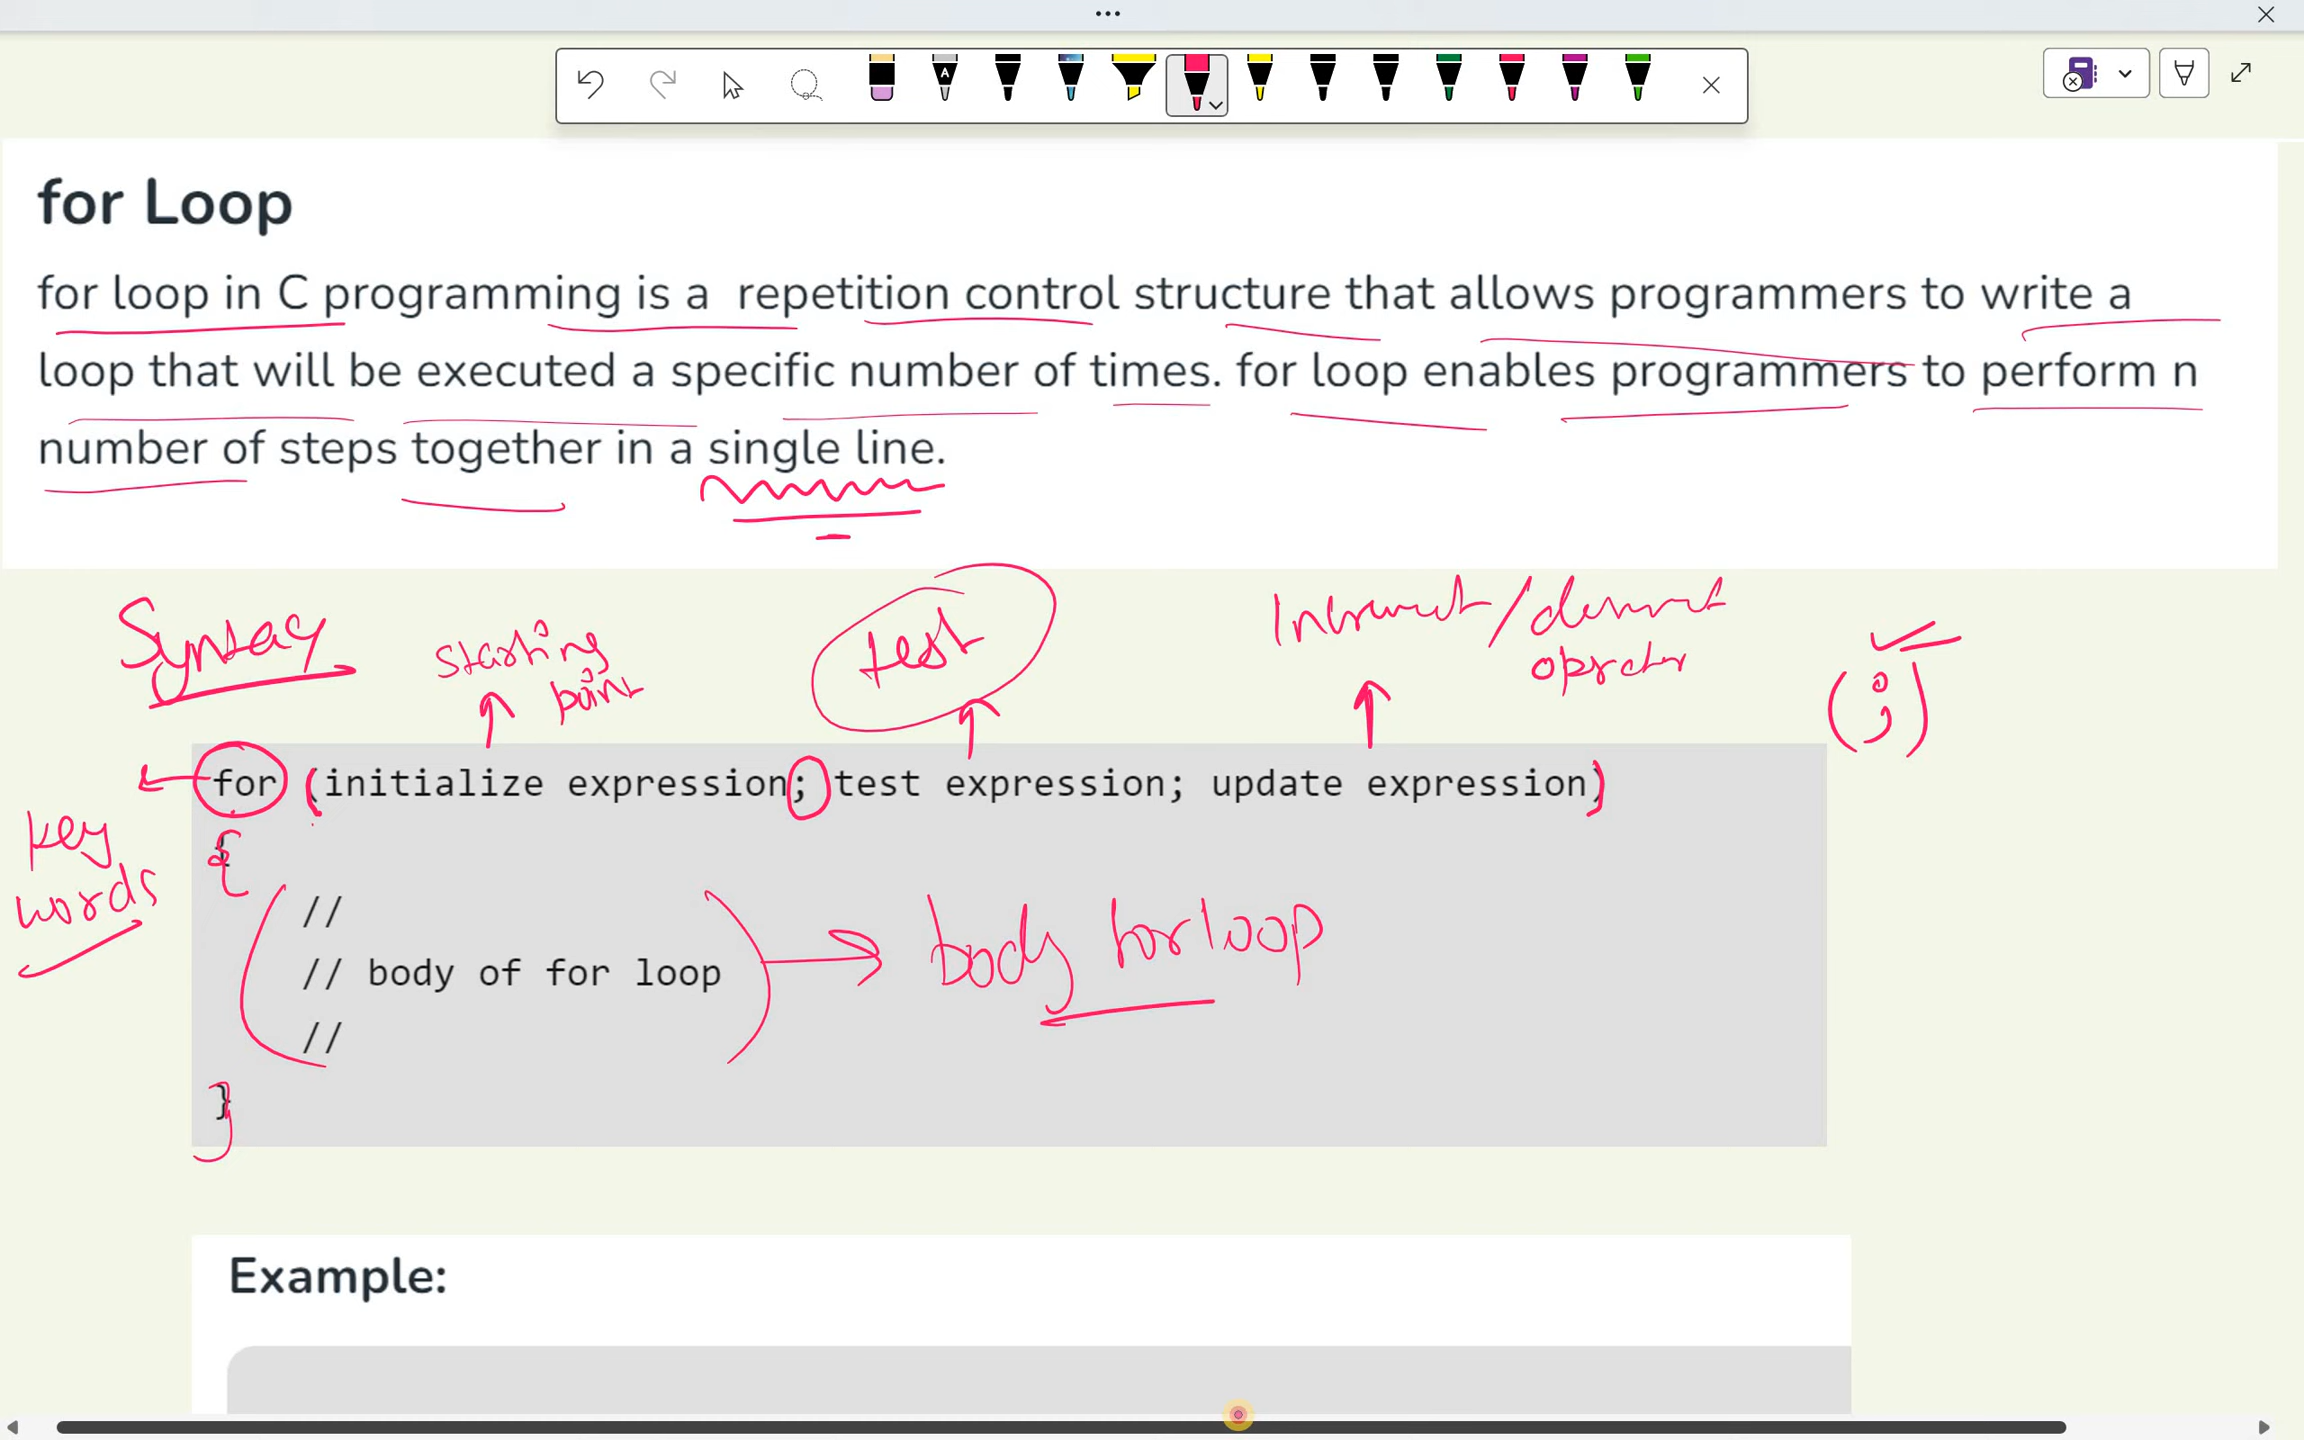 for Loop
for loop in C programming is a repetition control structure that allows programmers to write a
loop that will be executed a specific number of times. for loop enables programmers to perform n
number of steps together in a single line.
Syntax
starting
point
test
Increment/decrement
operator
(;)
for (initialize expression; test expression; update expression)
key
words
{
//
// body of for loop
//
body for loop
}
Example: